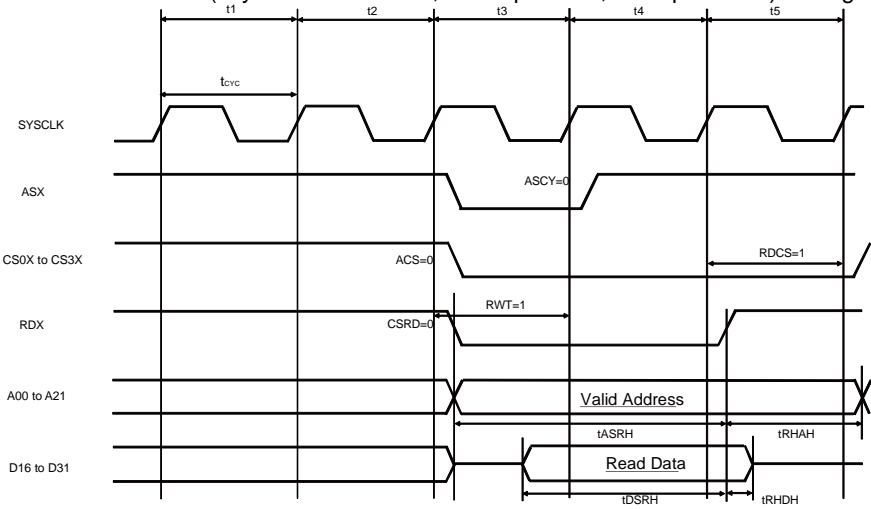 t1 t2 t3 t4 t5
tCYC
SYSCLK
ASX
ASCY=0
CS0X to CS3X
ACS=0
RDCS=1
RWT=1
RDX
CSRD=0
A00 to A21
Valid Address
tASRH
tRHAH
D16 to D31
Read Data
tDSRH
tRHDH